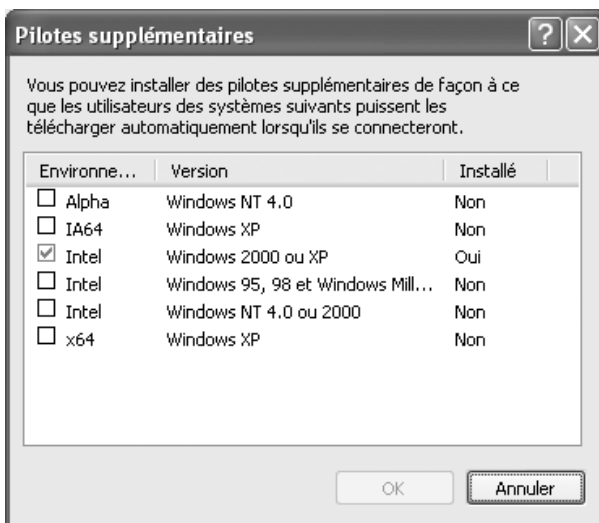 Pilotes supplémentaires
Vous pouvez installer des pilotes supplémentaires de façon à ce
que les utilisateurs des systèmes suivants puissent les
télécharger automatiquement lorsqu'ils se connecteront.
Environne... Version Installé
Alpha Windows NT 4.0 Non
IA64 Windows XP Non
Intel Windows 2000 ou XP Oui
Intel Windows 95, 98 et Windows Mill... Non
Intel Windows NT 4.0 ou 2000 Non
x64 Windows XP Non
OK Annuler